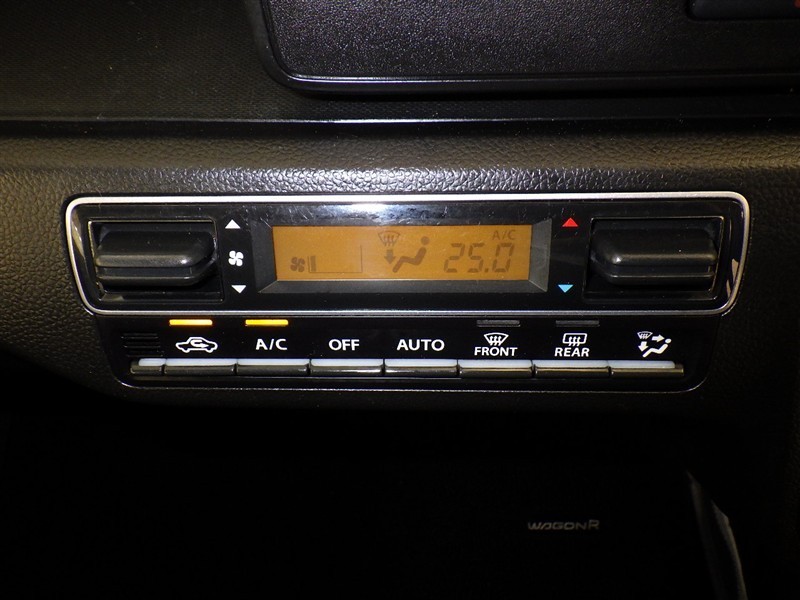 A/C
25.0
A/C OFF AUTO FRONT REAR
WAGON R